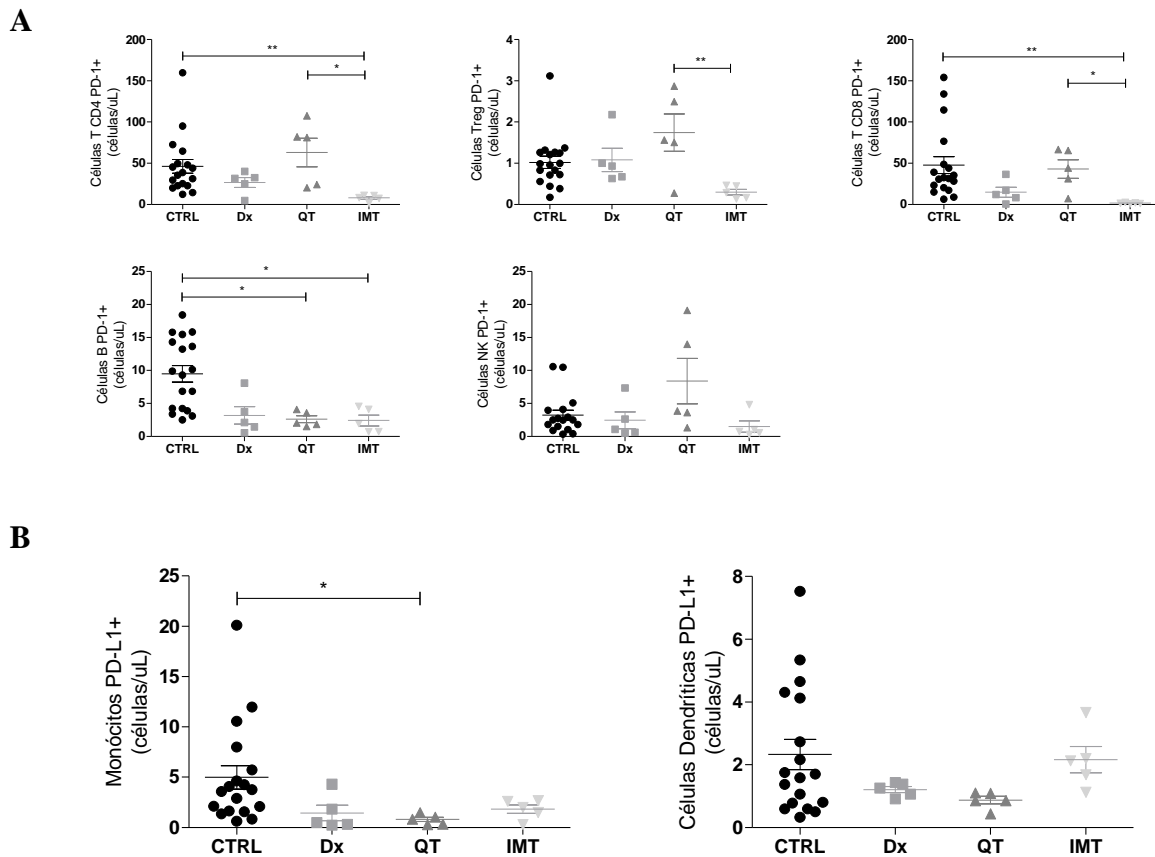 A
Células T CD4 PD-1+
(células/uL)
200
150
100
50
0
**
*
CTRL Dx QT IMT
Células Treg PD-1+
(células/uL)
4
3
2
1
0
**
CTRL Dx QT IMT
Células T CD8 PD-1+
(células/uL)
200
150
100
50
0
**
*
CTRL Dx QT IMT
Células B PD-1+
(células/uL)
25
20
15
10
5
0
*
*
CTRL Dx QT IMT
Células NK PD-1+
(células/uL)
25
20
15
10
5
0
CTRL Dx QT IMT
B
Monócitos PD-L1+
(células/uL)
25
20
15
10
5
0
*
CTRL Dx QT IMT
Células Dendríticas PD-L1+
(células/uL)
8
6
4
2
0
CTRL Dx QT IMT